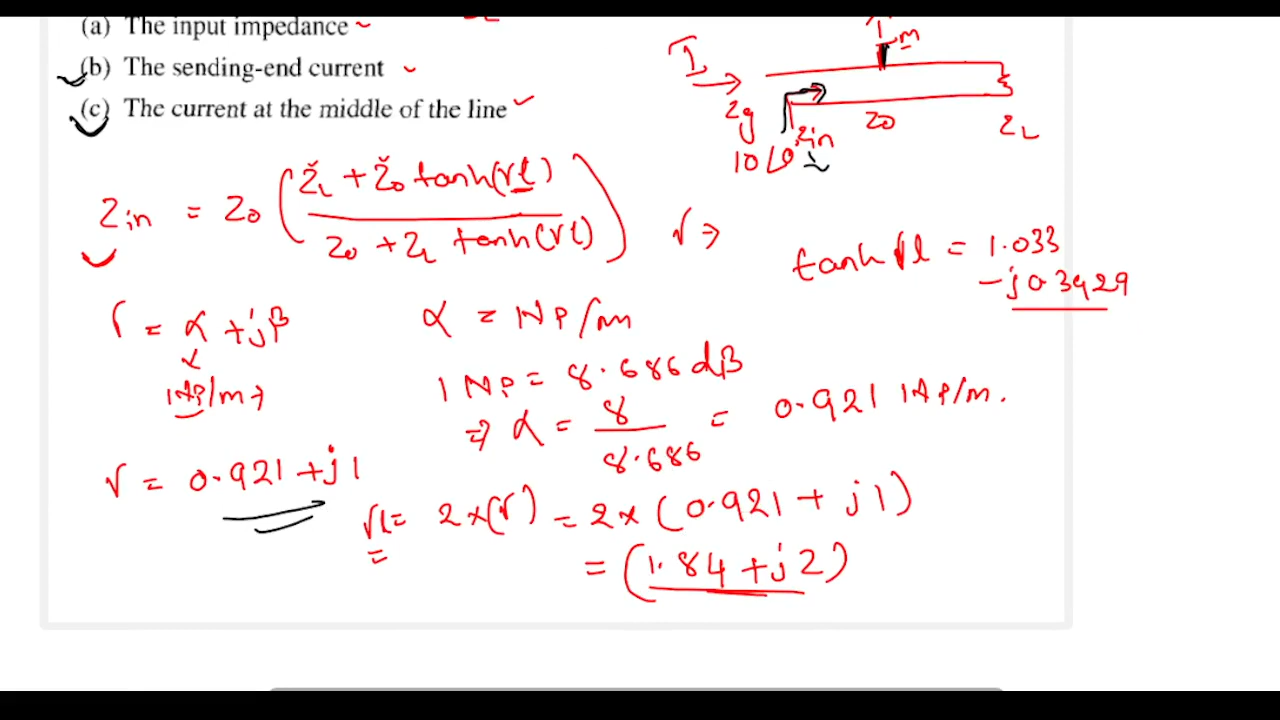 (a) The input impedance
(b) The sending-end current
(c) The current at the middle of the line
I
m
Zg
Zin
Z0
ZL
10∠0°
Zin = Z0 ( ZL + Z0 tanh(γl) / Z0 + ZL tanh(γl) )
γ ⇒
tanh γl = 1.033
- j0.3929
γ = α + jβ
α = NP/m
NP/m
1 NP = 8.686 dB
⇒ α = 8 / 8.686 = 0.921 NP/m.
γ = 0.921 + j1
γl = 2×(γ) = 2×(0.921 + j1)
= (1.84 + j2)